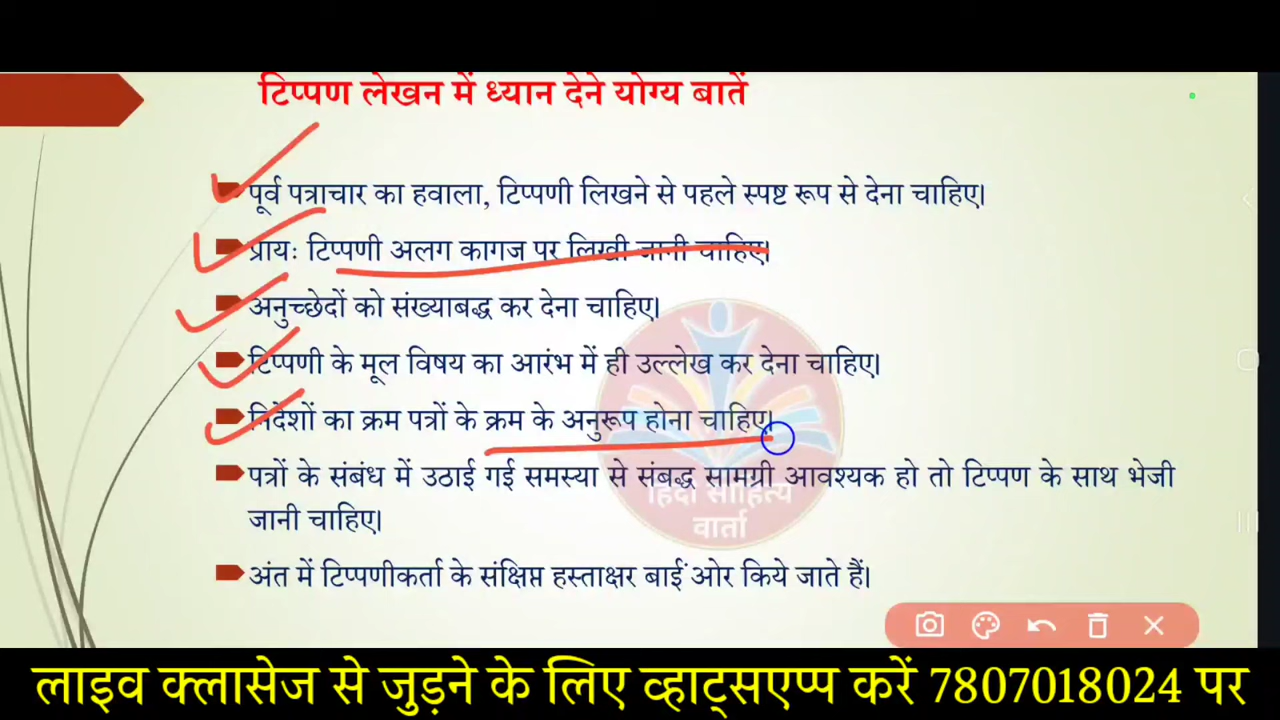 टिप्पण लेखन में ध्यान देने योग्य बातें
पूर्व पत्राचार का हवाला, टिप्पणी लिखने से पहले स्पष्ट रूप से देना चाहिए।
प्रायः टिप्पणी अलग कागज पर लिखी जानी चाहिए।
अनुच्छेदों को संख्याबद्ध कर देना चाहिए।
टिप्पणी के मूल विषय का आरंभ में ही उल्लेख कर देना चाहिए।
निर्देशों का क्रम पत्रों के क्रम के अनुरूप होना चाहिए।
पत्रों के संबंध में उठाई गई समस्या से संबद्ध सामग्री आवश्यक हो तो टिप्पण के साथ भेजी
जानी चाहिए।
हिंदी साहित्य
वार्ता
अंत में टिप्पणीकर्ता के संक्षिप्त हस्ताक्षर बाईं ओर किये जाते हैं।
लाइव क्लासेज से जुड़ने के लिए व्हाट्सएप्प करें 7807018024 पर